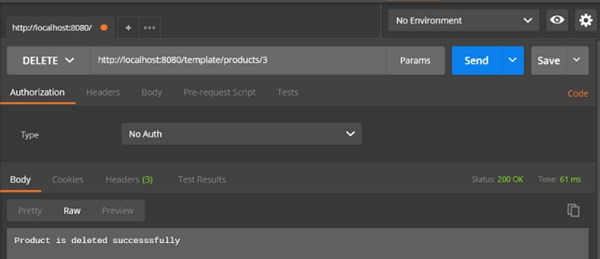 http://localhost:8080/
No Environment
DELETE http://localhost:8080/template/products/3 Params Send Save
Authorization Headers Body Pre-request Script Tests Code
Type No Auth
Body Cookies Headers (3) Test Results Status: 200 OK Time: 61 ms
Pretty Raw Preview
Product is deleted successsfully